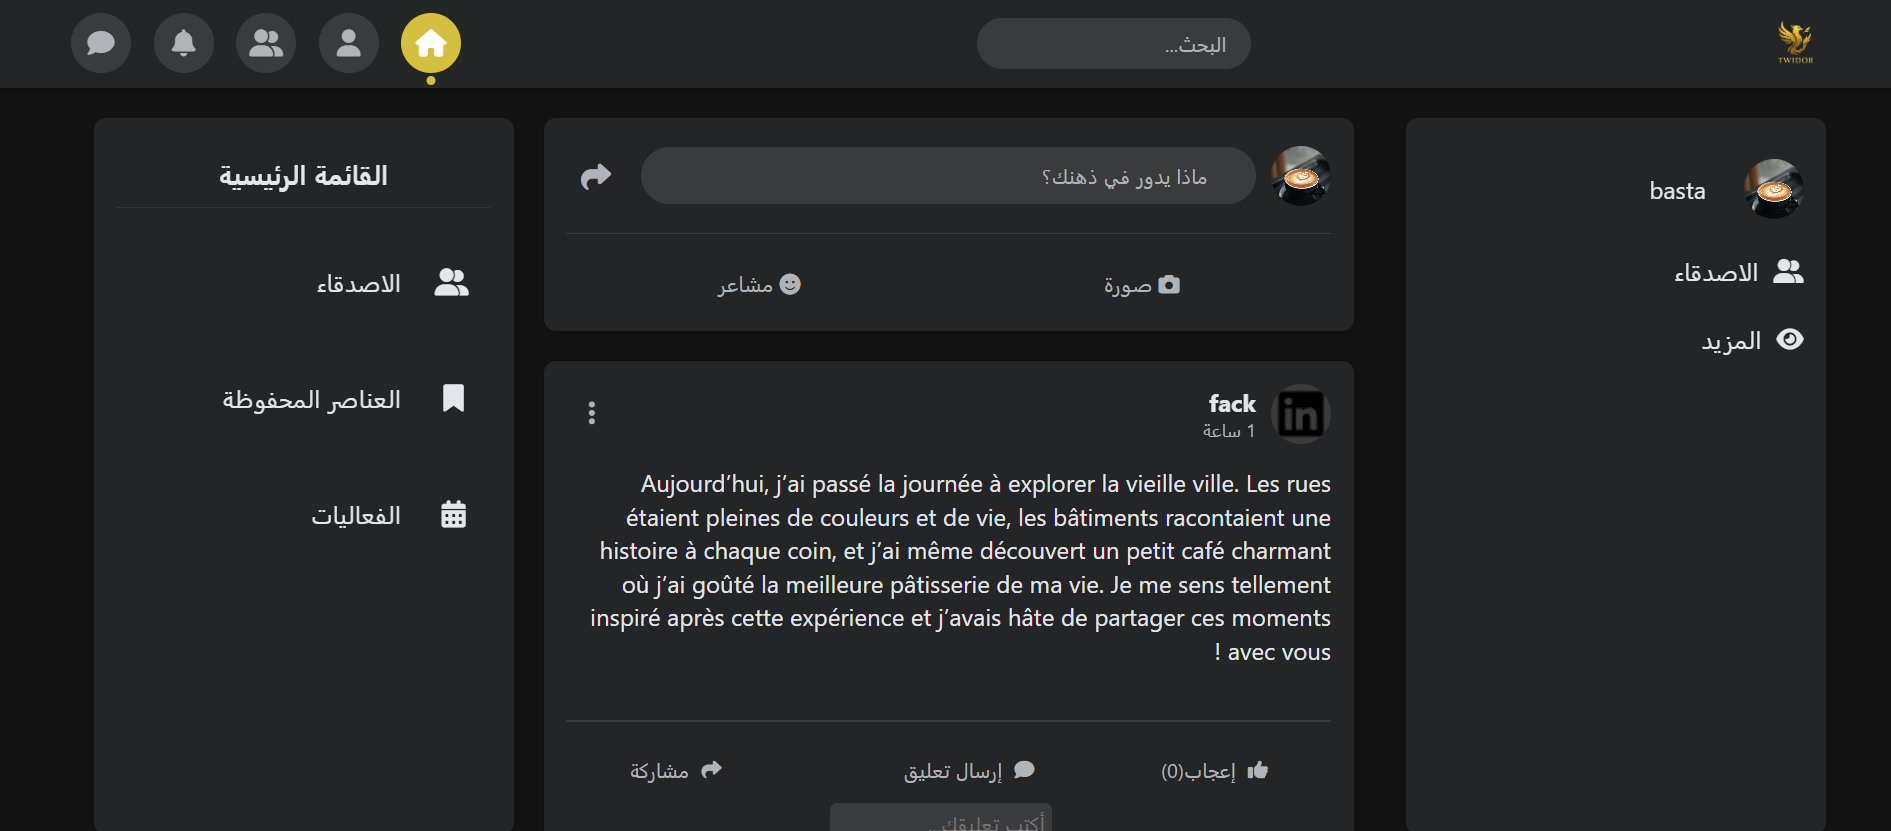 TWIDOR
البحث...
basta
الاصدقاء
المزيد
ماذا يدور في ذهنك؟
صورة
مشاعر
fack
1 ساعة
in
Aujourd’hui, j’ai passé la journée à explorer la vieille ville. Les rues
étaient pleines de couleurs et de vie, les bâtiments racontaient une
histoire à chaque coin, et j’ai même découvert un petit café charmant
où j’ai goûté la meilleure pâtisserie de ma vie. Je me sens tellement
inspiré après cette expérience et j’avais hâte de partager ces moments
! avec vous
إعجاب(0)
إرسال تعليق
مشاركة
أكتب تعليقك...
القائمة الرئيسية
الاصدقاء
العناصر المحفوظة
الفعاليات